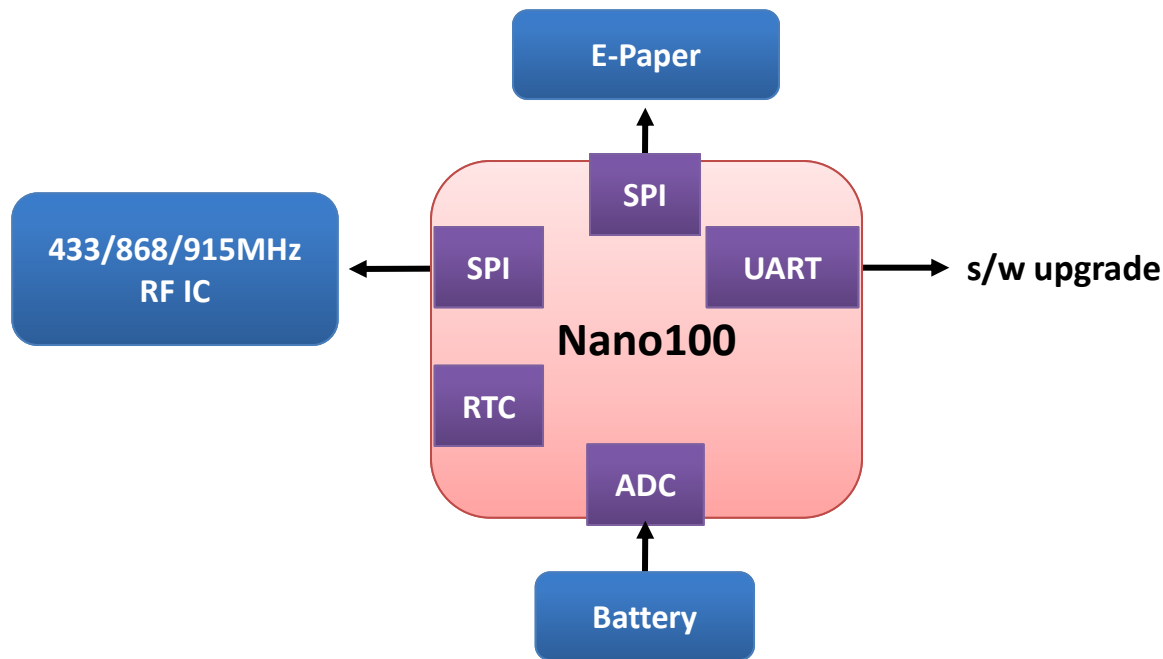 E-Paper
SPI
433/868/915MHz
RF IC
SPI
UART
s/w upgrade
Nano100
RTC
ADC
Battery